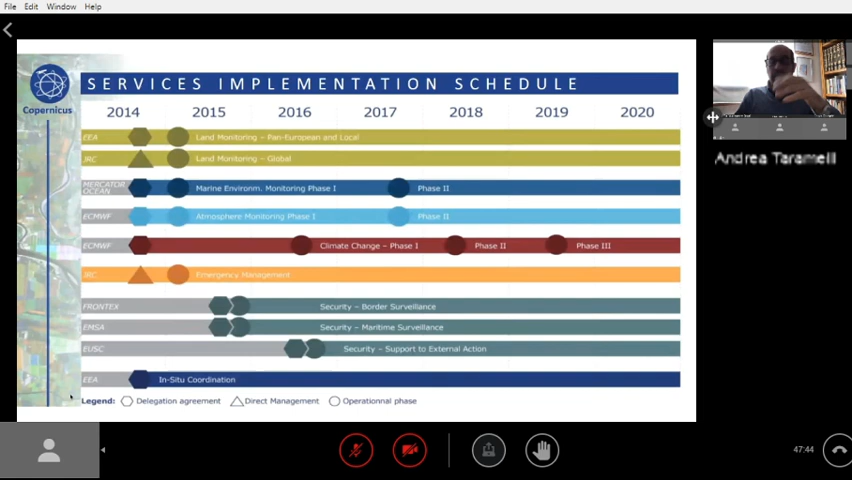 File Edit Window Help
SERVICES IMPLEMENTATION SCHEDULE
Copernicus
2014 2015 2016 2017 2018 2019 2020
EEA Land Monitoring – Pan-European and Local
JRC Land Monitoring – Global
MERCATOR OCEAN Marine Environm. Monitoring Phase I Phase II
ECMWF Atmosphere Monitoring Phase I Phase II
ECMWF Climate Change – Phase I Phase II Phase III
JRC Emergency Management
FRONTEX Security – Border Surveillance
EMSA Security – Maritime Surveillance
EUSC Security – Support to External Action
EEA In-Situ Coordination
Legend: Delegation agreement Direct Management Operationnal phase
Andrea Taramelli
47:44